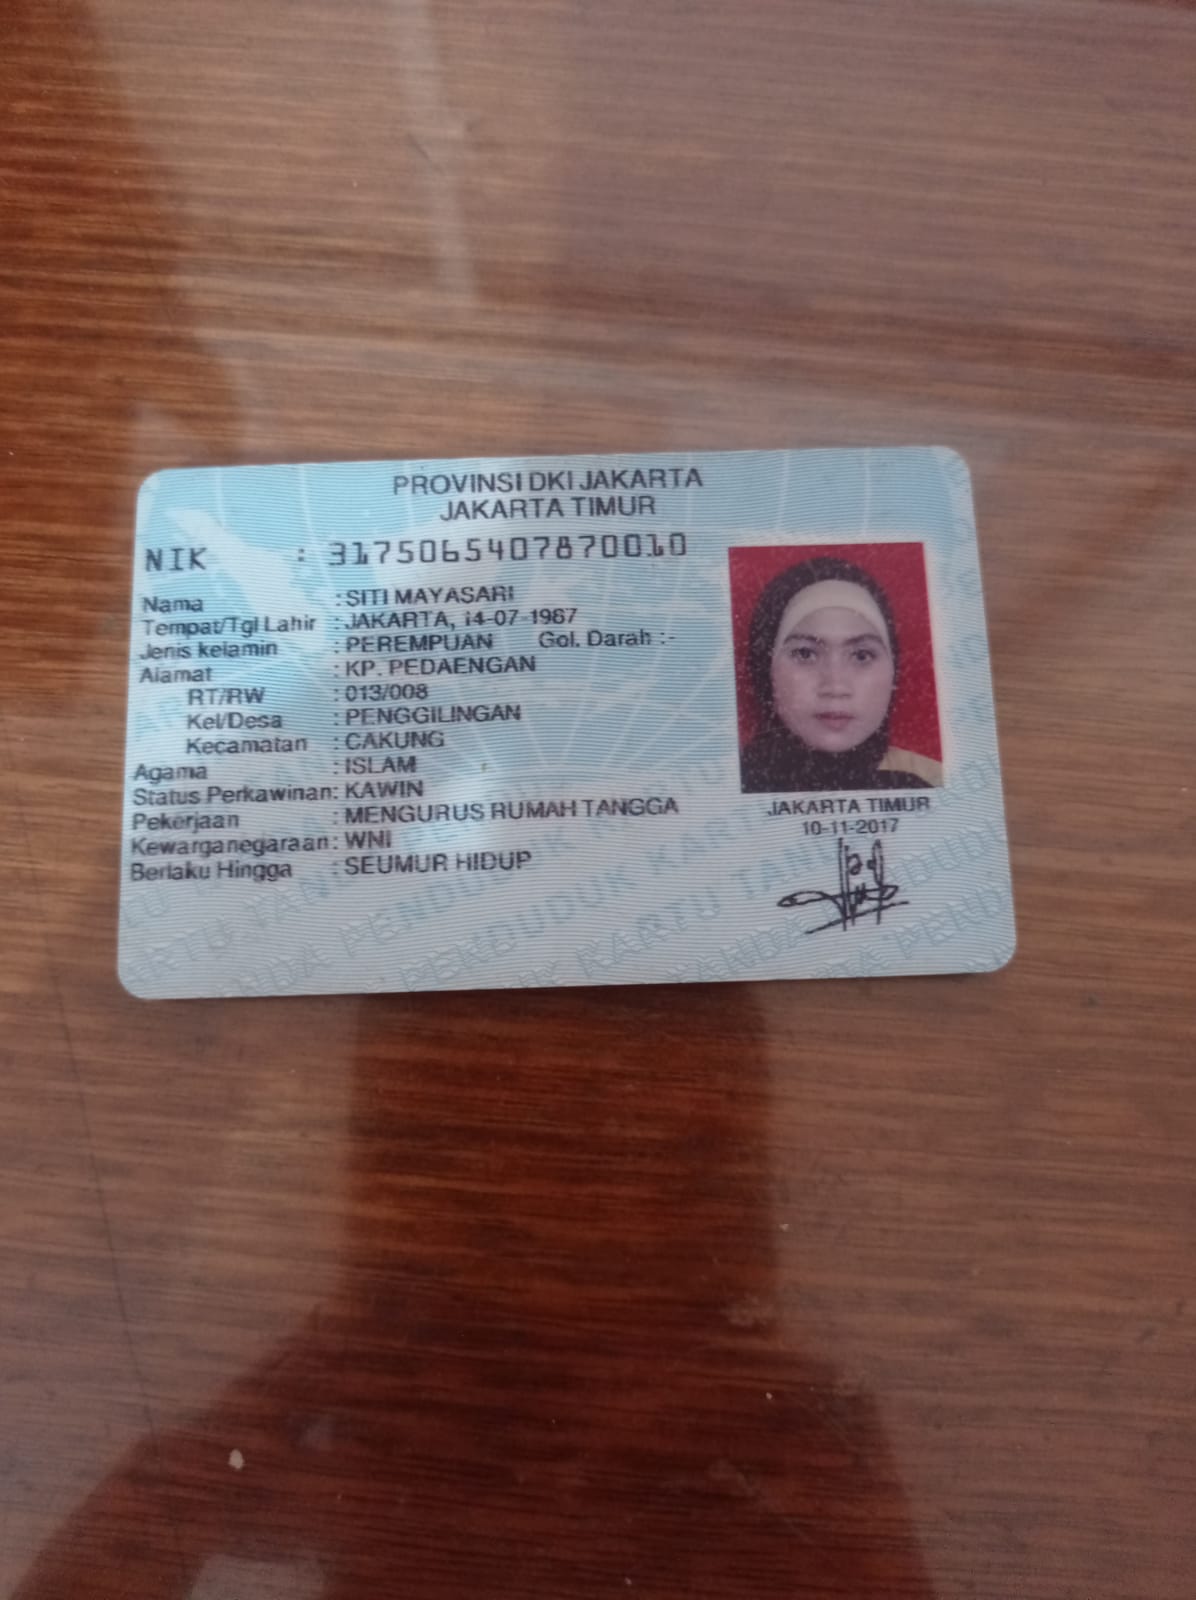 PROVINSI DKI JAKARTA
JAKARTA TIMUR
NIK : 3175065407870010
Nama : SITI MAYASARI
Tempat/Tgl Lahir : JAKARTA, 14-07-1987
Jenis kelamin : PEREMPUAN Gol. Darah :-
Alamat : KP. PEDAENGAN
RT/RW : 013/008
Kel/Desa : PENGGILINGAN
Kecamatan : CAKUNG
Agama : ISLAM
Status Perkawinan: KAWIN
Pekerjaan : MENGURUS RUMAH TANGGA
Kewarganegaraan: WNI
Berlaku Hingga : SEUMUR HIDUP
JAKARTA TIMUR
10-11-2017